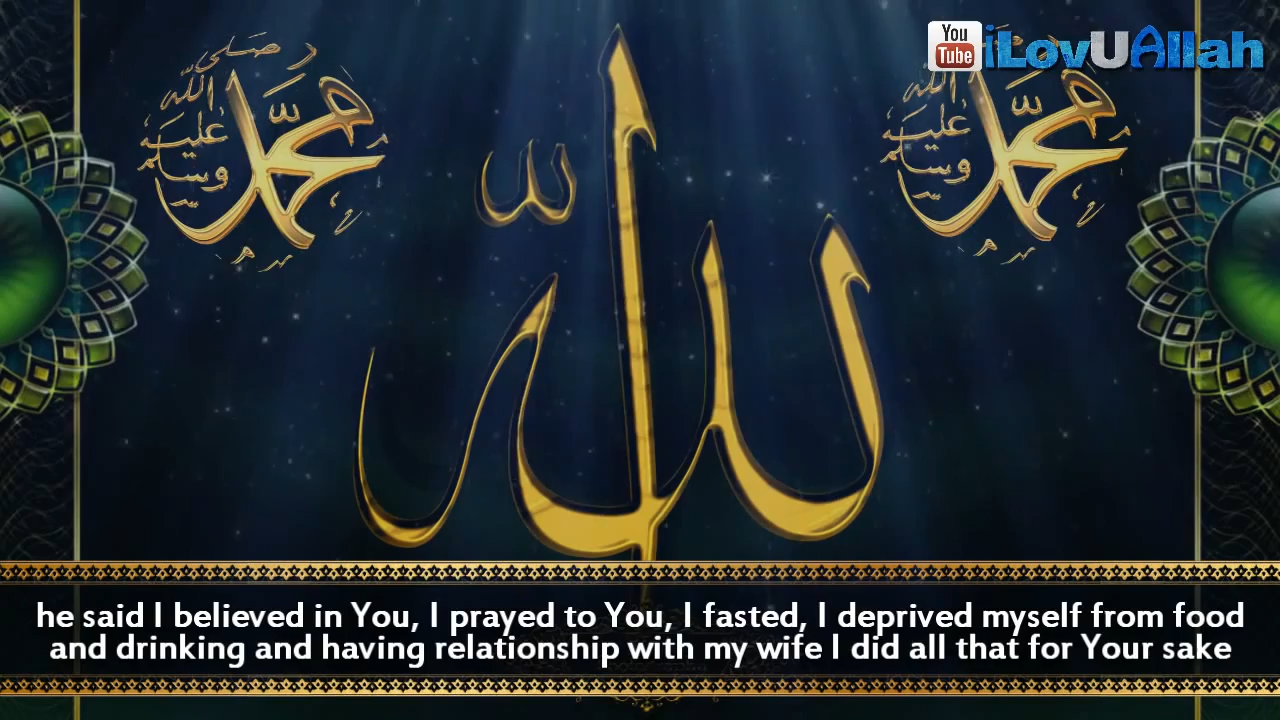 You
Tube
iLovUAllah
محمد
صلى
الله
عليه
وسلم
الله
محمد
الله
عليه
وسلم
he said I believed in You, I prayed to You, I fasted, I deprived myself from food
and drinking and having relationship with my wife I did all that for Your sake